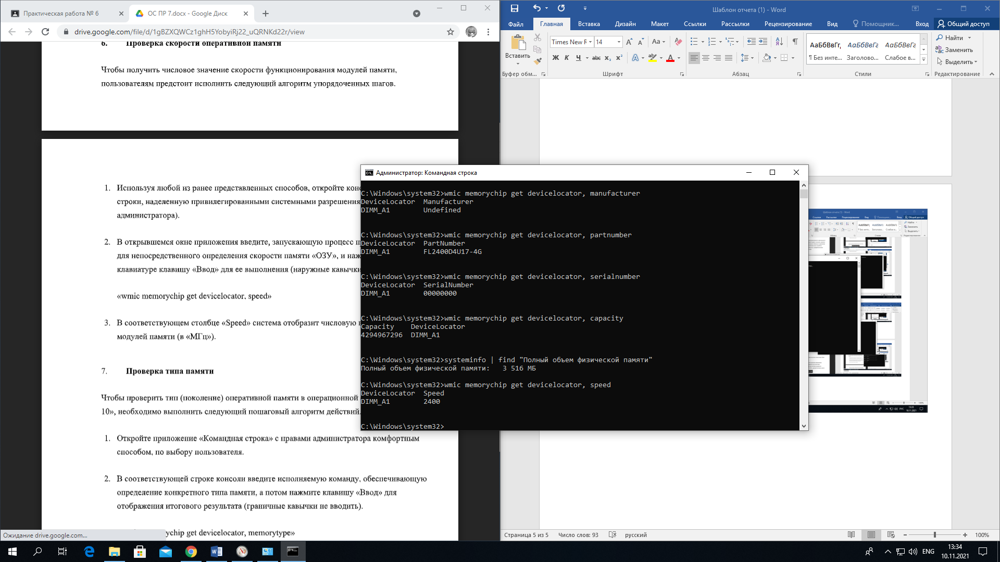 Практическая работа № 6
ОС ПР 7.docx - Google Диск
drive.google.com/file/d/1gBZXQWCz1ghH5YobyiRj22_uQRNKd22r/view
6. Проверка скорости оперативной памяти
Чтобы получить числовое значение скорости функционирования модулей памяти,
пользователям предстоит исполнить следующий алгоритм упорядоченных шагов.
1. Используя любой из ранее представленных способов, откройте кон
строки, наделенную привилегированными системными разрешения
администратора).
2. В открывшемся окне приложения введите, запускающую процесс п
для непосредственного определения скорости памяти «ОЗУ», и наж
клавиатуре клавишу «Ввод» для ее выполнения (наружные кавычки
«wmic memorychip get devicelocator, speed»
3. В соответствующем столбце «Speed» система отобразит числовую
модулей памяти (в «МГц»).
7. Проверка типа памяти
Чтобы проверить тип (поколение) оперативной памяти в операционной
10», необходимо выполнить следующий пошаговый алгоритм действий.
1. Откройте приложение «Командная строка» с правами администратора комфортным
способом, по выбору пользователя.
2. В соответствующей строке консоли введите исполняемую команду, обеспечивающую
определение конкретного типа памяти, а потом нажмите клавишу «Ввод» для
отображения итогового результата (граничные кавычки не вводить).
ychip get devicelocator, memorytype»
Ожидание drive.google.com...
Шаблон отчета (1) - Word
Файл Главная Вставка Дизайн Макет Ссылки Рассылки Рецензирование Вид Помощник... Вход Общий доступ
Вставить
Буфер обм...
Times New R 14
Aa
Ж К Ч abc x₂ x² A A
Шрифт
Абзац
АаБбВвГг, АаБбВвГг АаБбВвГг
¶ Без инте... Заголово... Слабое в...
Стили
Найти
Заменить
Выделить
Редактирование
Администратор: Командная строка
C:\Windows\system32>wmic memorychip get devicelocator, manufacturer
DeviceLocator Manufacturer
DIMM_A1 Undefined
C:\Windows\system32>wmic memorychip get devicelocator, partnumber
DeviceLocator PartNumber
DIMM_A1 FL2400D4U17-4G
C:\Windows\system32>wmic memorychip get devicelocator, serialnumber
DeviceLocator SerialNumber
DIMM_A1 00000000
C:\Windows\system32>wmic memorychip get devicelocator, capacity
Capacity DeviceLocator
4294967296 DIMM_A1
C:\Windows\system32>systeminfo | find "Полный объем физической памяти"
Полный объем физической памяти: 3 516 МБ
C:\Windows\system32>wmic memorychip get devicelocator, speed
DeviceLocator Speed
DIMM_A1 2400
C:\Windows\system32>
Страница 5 из 5 Число слов: 93 русский
100%
ENG
13:34
10.11.2021